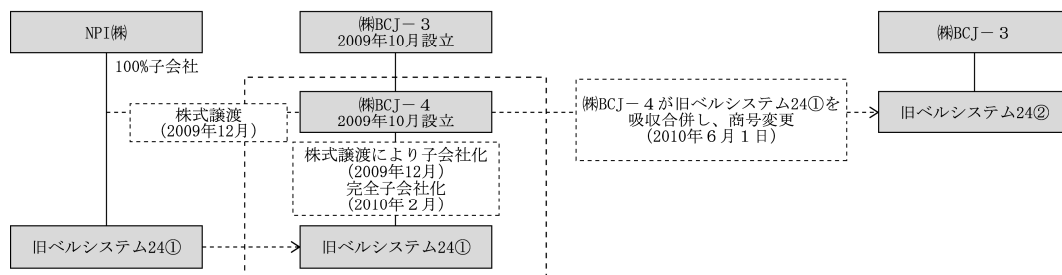 NPI㈱
100%子会社
株式譲渡
(2009年12月)
旧ベルシステム24①
㈱BCJ－3
2009年10月設立
㈱BCJ－4
2009年10月設立
株式譲渡により子会社化
(2009年12月)
完全子会社化
(2010年２月)
旧ベルシステム24①
㈱BCJ－４が旧ベルシステム24①を
吸収合併し、商号変更
(2010年６月１日)
㈱BCJ－3
旧ベルシステム24②